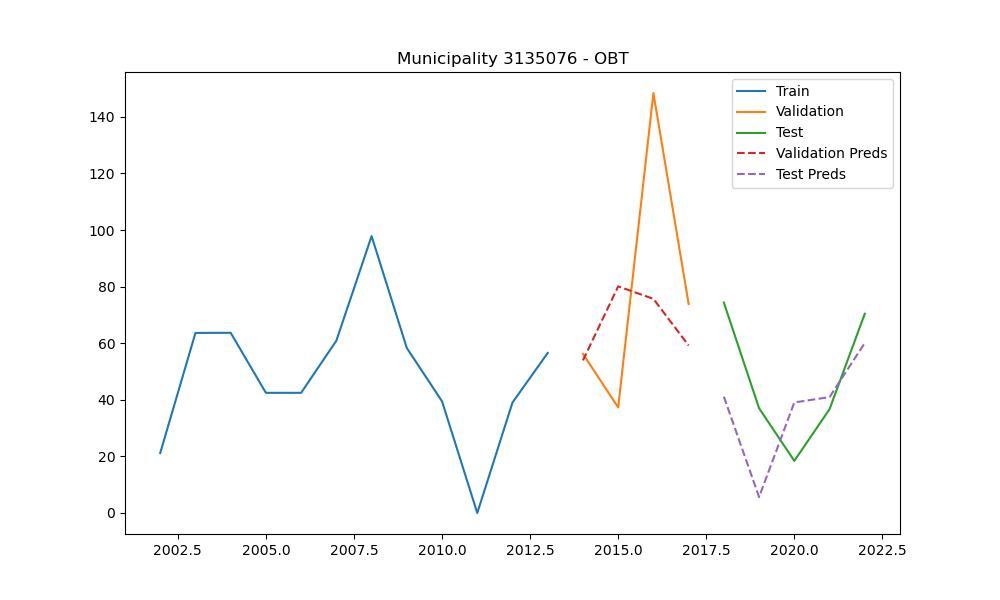 Municipality 3135076 - OBT
Train
Validation
Test
Validation Preds
Test Preds
140
120
100
80
60
40
20
0
2002.5 2005.0 2007.5 2010.0 2012.5 2015.0 2017.5 2020.0 2022.5